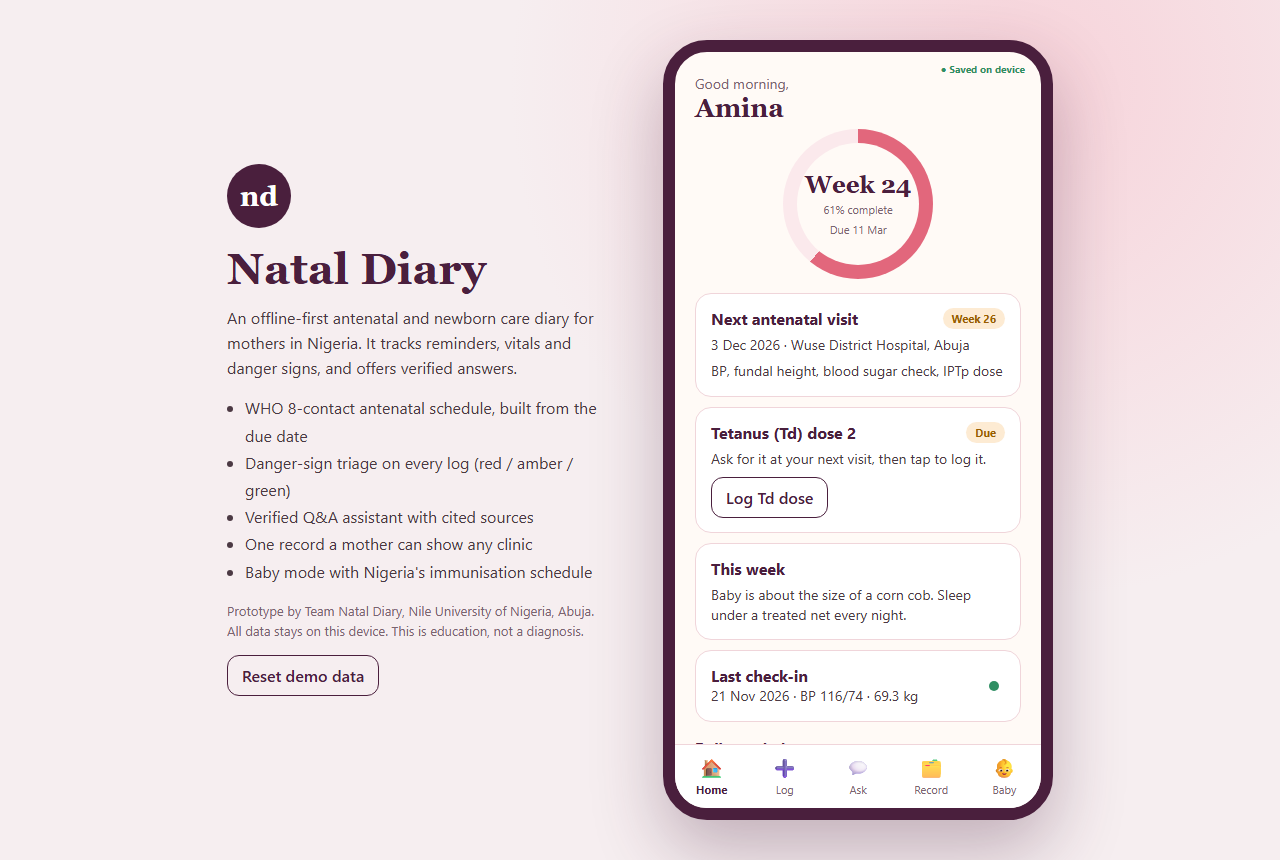 nd
Natal Diary
An offline-first antenatal and newborn care diary for
mothers in Nigeria. It tracks reminders, vitals and
danger signs, and offers verified answers.
• WHO 8-contact antenatal schedule, built from the
due date
• Danger-sign triage on every log (red / amber /
green)
• Verified Q&A assistant with cited sources
• One record a mother can show any clinic
• Baby mode with Nigeria's immunisation schedule
Prototype by Team Natal Diary, Nile University of Nigeria, Abuja.
All data stays on this device. This is education, not a diagnosis.
Reset demo data
● Saved on device
Good morning,
Amina
Week 24
61% complete
Due 11 Mar
Next antenatal visit
Week 26
3 Dec 2026 · Wuse District Hospital, Abuja
BP, fundal height, blood sugar check, IPTp dose
Tetanus (Td) dose 2
Due
Ask for it at your next visit, then tap to log it.
Log Td dose
This week
Baby is about the size of a corn cob. Sleep
under a treated net every night.
Last check-in
21 Nov 2026 · BP 116/74 · 69.3 kg
Home
Log
Ask
Record
Baby